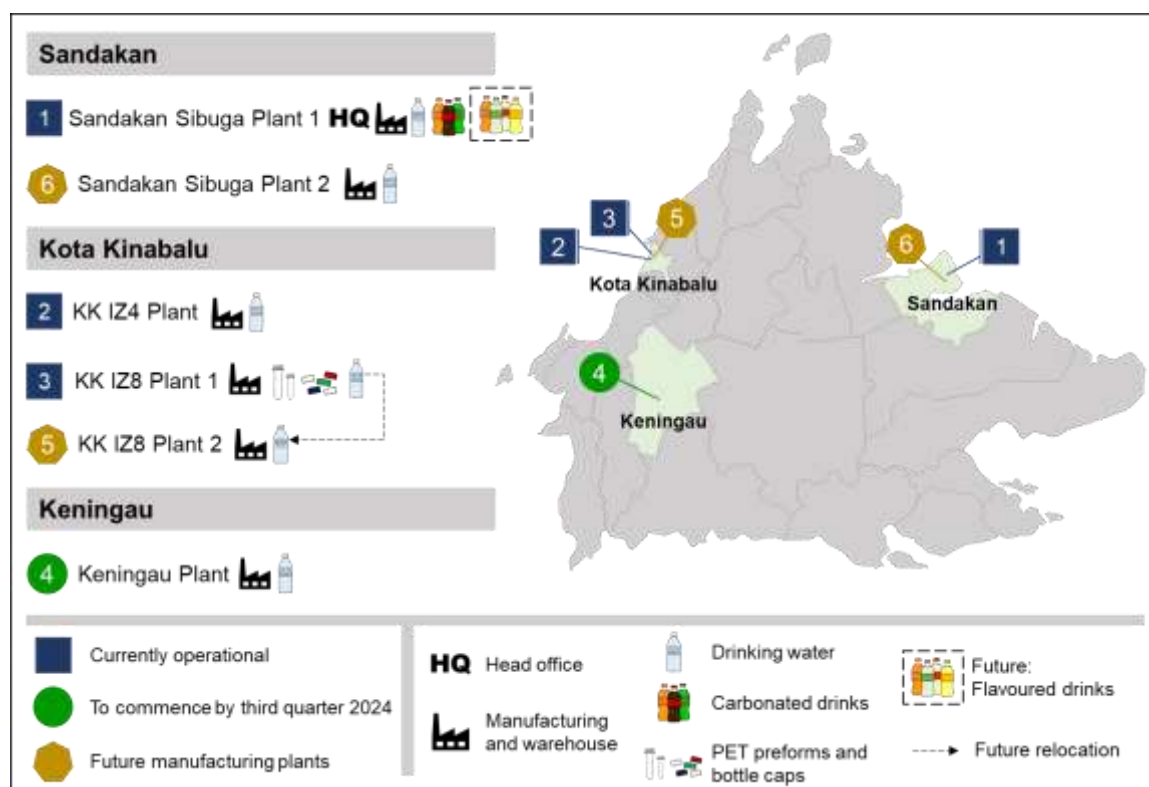 Sandakan
1 Sandakan Sibuga Plant 1 HQ
6 Sandakan Sibuga Plant 2
Kota Kinabalu
2 KK IZ4 Plant
3 KK IZ8 Plant 1
5 KK IZ8 Plant 2
Keningau
4 Keningau Plant
3 5
2
Kota Kinabalu
6 1
Sandakan
4
Keningau
Currently operational
To commence by third quarter 2024
Future manufacturing plants
HQ Head office
Manufacturing
and warehouse
Drinking water
Carbonated drinks
PET preforms and
bottle caps
Future:
Flavoured drinks
Future relocation